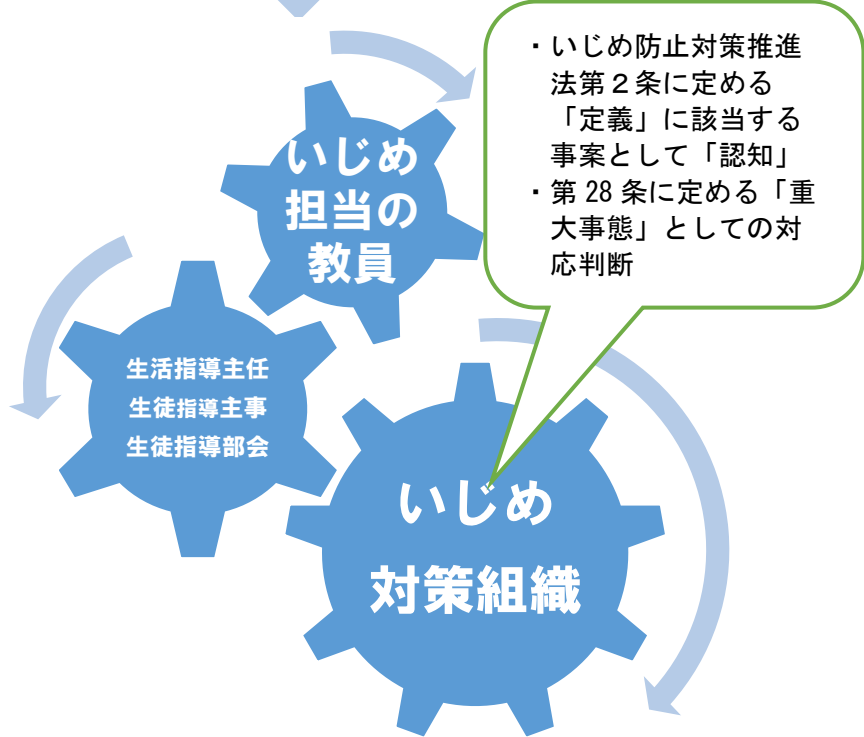 ・いじめ防止対策推進
法第２条に定める
「定義」に該当する
事案として「認知」
・第 28 条に定める「重
大事態」としての対
応判断
いじめ
担当の
教員
生活指導主任
生徒指導主事
生徒指導部会
いじめ
対策組織